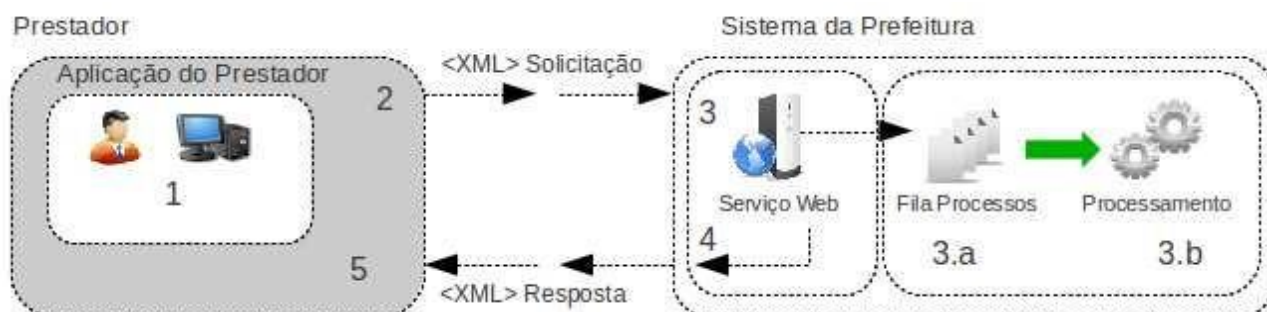 Prestador
Sistema da Prefeitura
Aplicação do Prestador
<XML> Solicitação
1
2
3
Serviço Web
Fila Processos
Processamento
3.a
3.b
4
5
<XML> Resposta